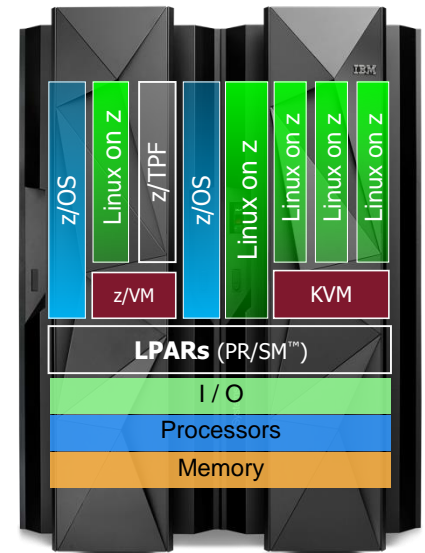 IBM
z/OS
Linux on z
z/TPF
z/OS
Linux on z
Linux on z
Linux on z
Linux on z
z/VM
KVM
LPARs (PR/SM™)
I / O
Processors
Memory